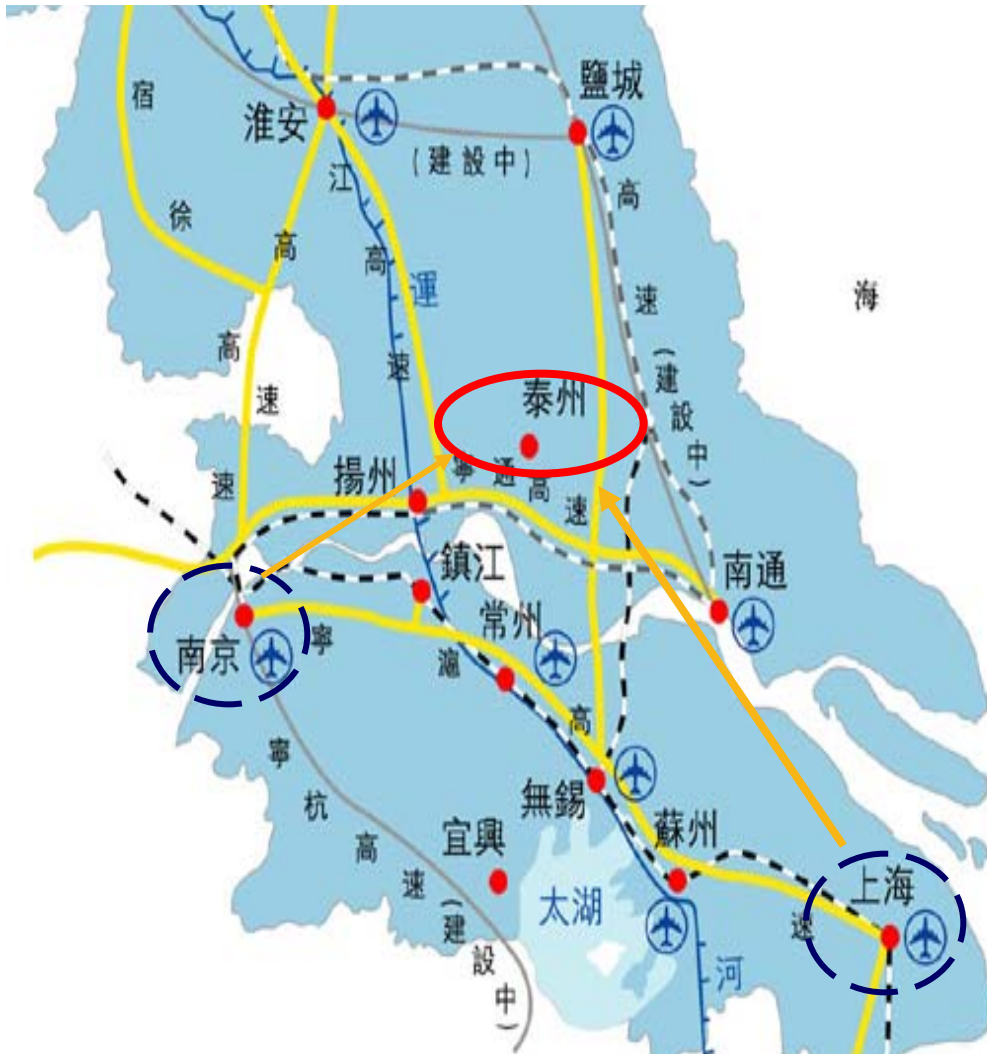 宿
徐
高
速
淮安
鹽城
(建設中)
江
高
高
速
運
高
速
(建設中)
海
泰州
寧通高速
揚州
速
鎮江
南通
南京
常州
寧
滬
高
速
無錫
蘇州
宜興
太湖
上海
河
寧杭高速(建設中)